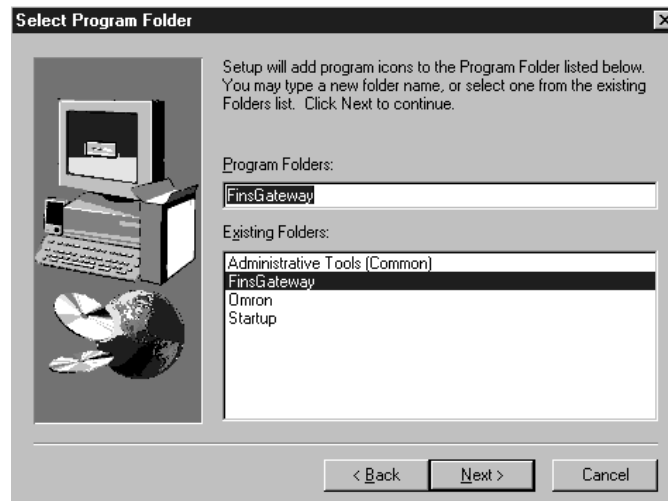 Select Program Folder
Setup will add program icons to the Program Folder listed below.
You may type a new folder name, or select one from the existing
Folders list. Click Next to continue.
Program Folders:
FinsGateway
Existing Folders:
Administrative Tools (Common)
FinsGateway
Omron
Startup
< Back
Next >
Cancel